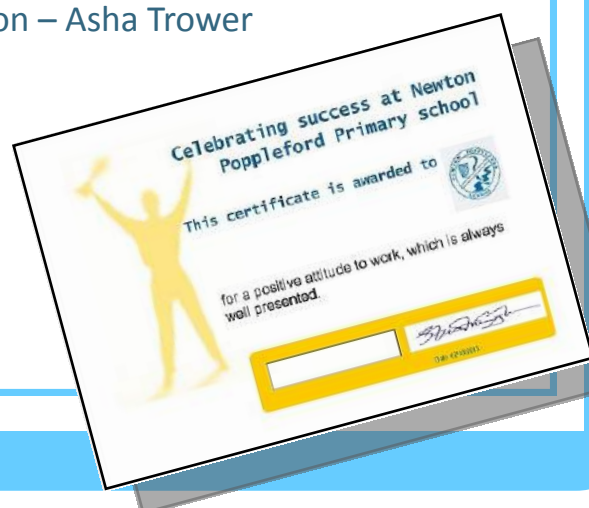 on – Asha Trower
Celebrating success at Newton
Poppleford Primary school
This certificate is awarded to
for a positive attitude to work, which is always
well presented.